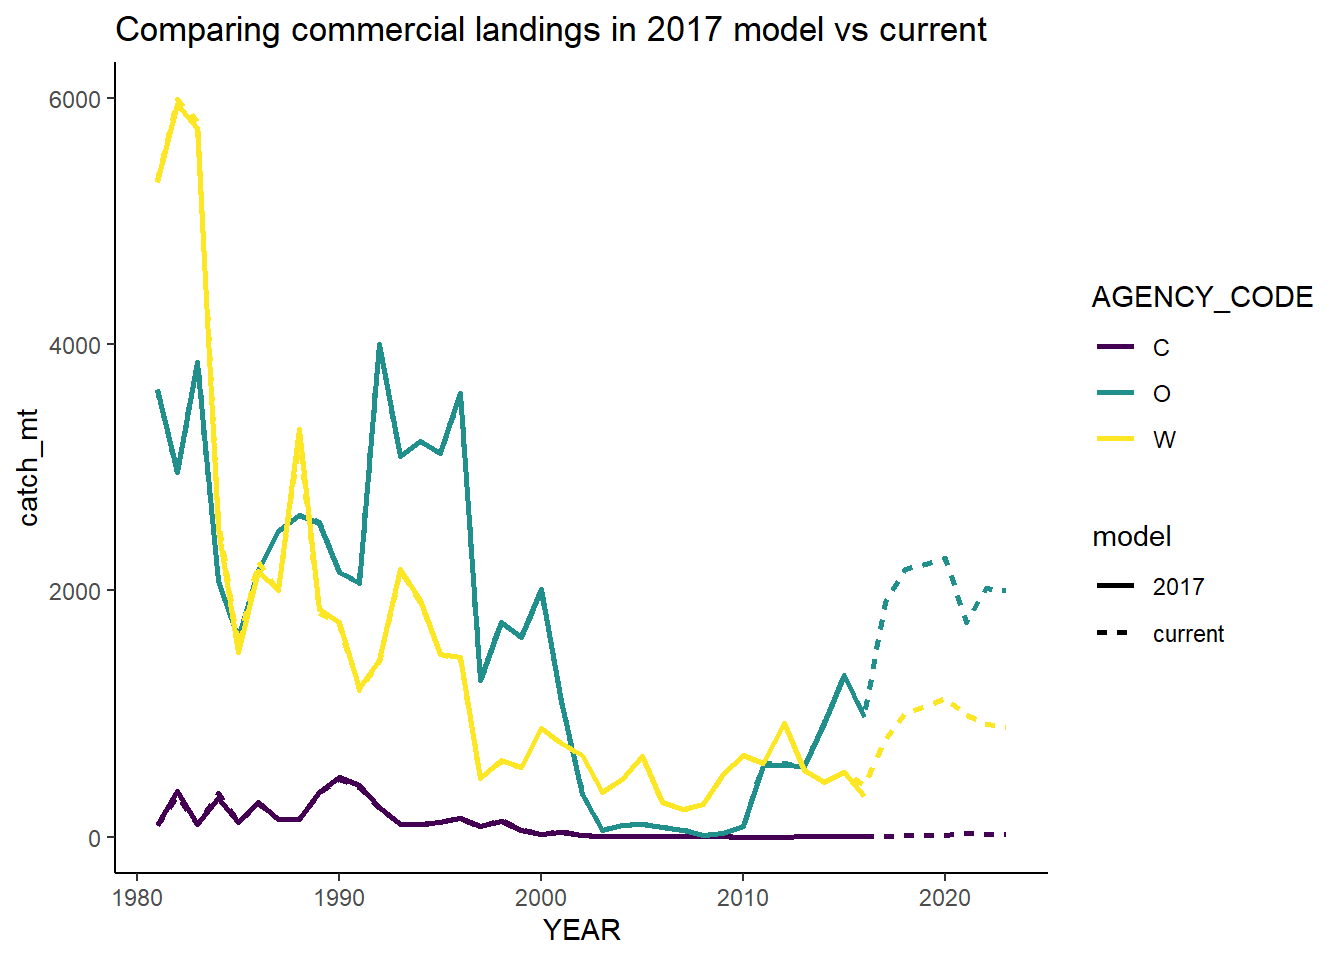 Comparing commercial landings in 2017 model vs current
6000
4000
2000
0
catch_mt
1980 1990 2000 2010 2020
YEAR
AGENCY_CODE
C
O
W
model
2017
current